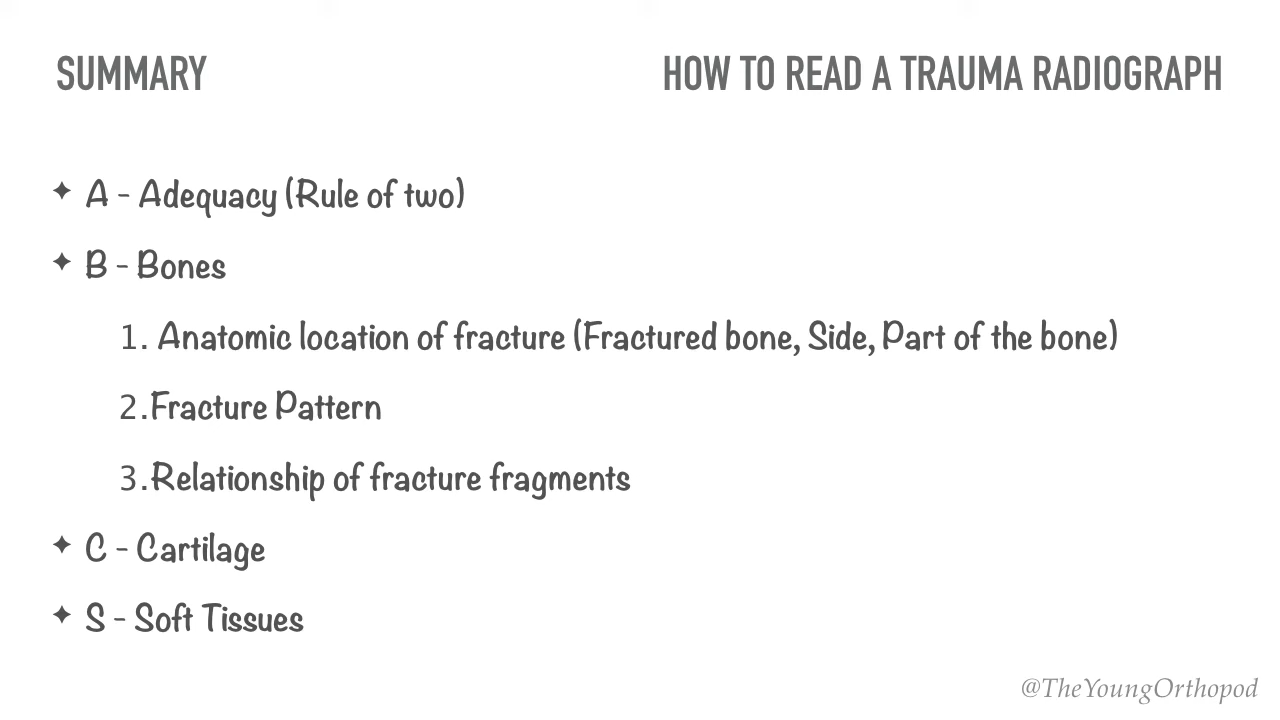 SUMMARY
HOW TO READ A TRAUMA RADIOGRAPH
✦ A - Adequacy (Rule of two)
✦ B - Bones
1. Anatomic location of fracture (Fractured bone, Side, Part of the bone)
2.Fracture Pattern
3.Relationship of fracture fragments
✦ C - Cartilage
✦ S - Soft Tissues
@TheYoungOrthopod